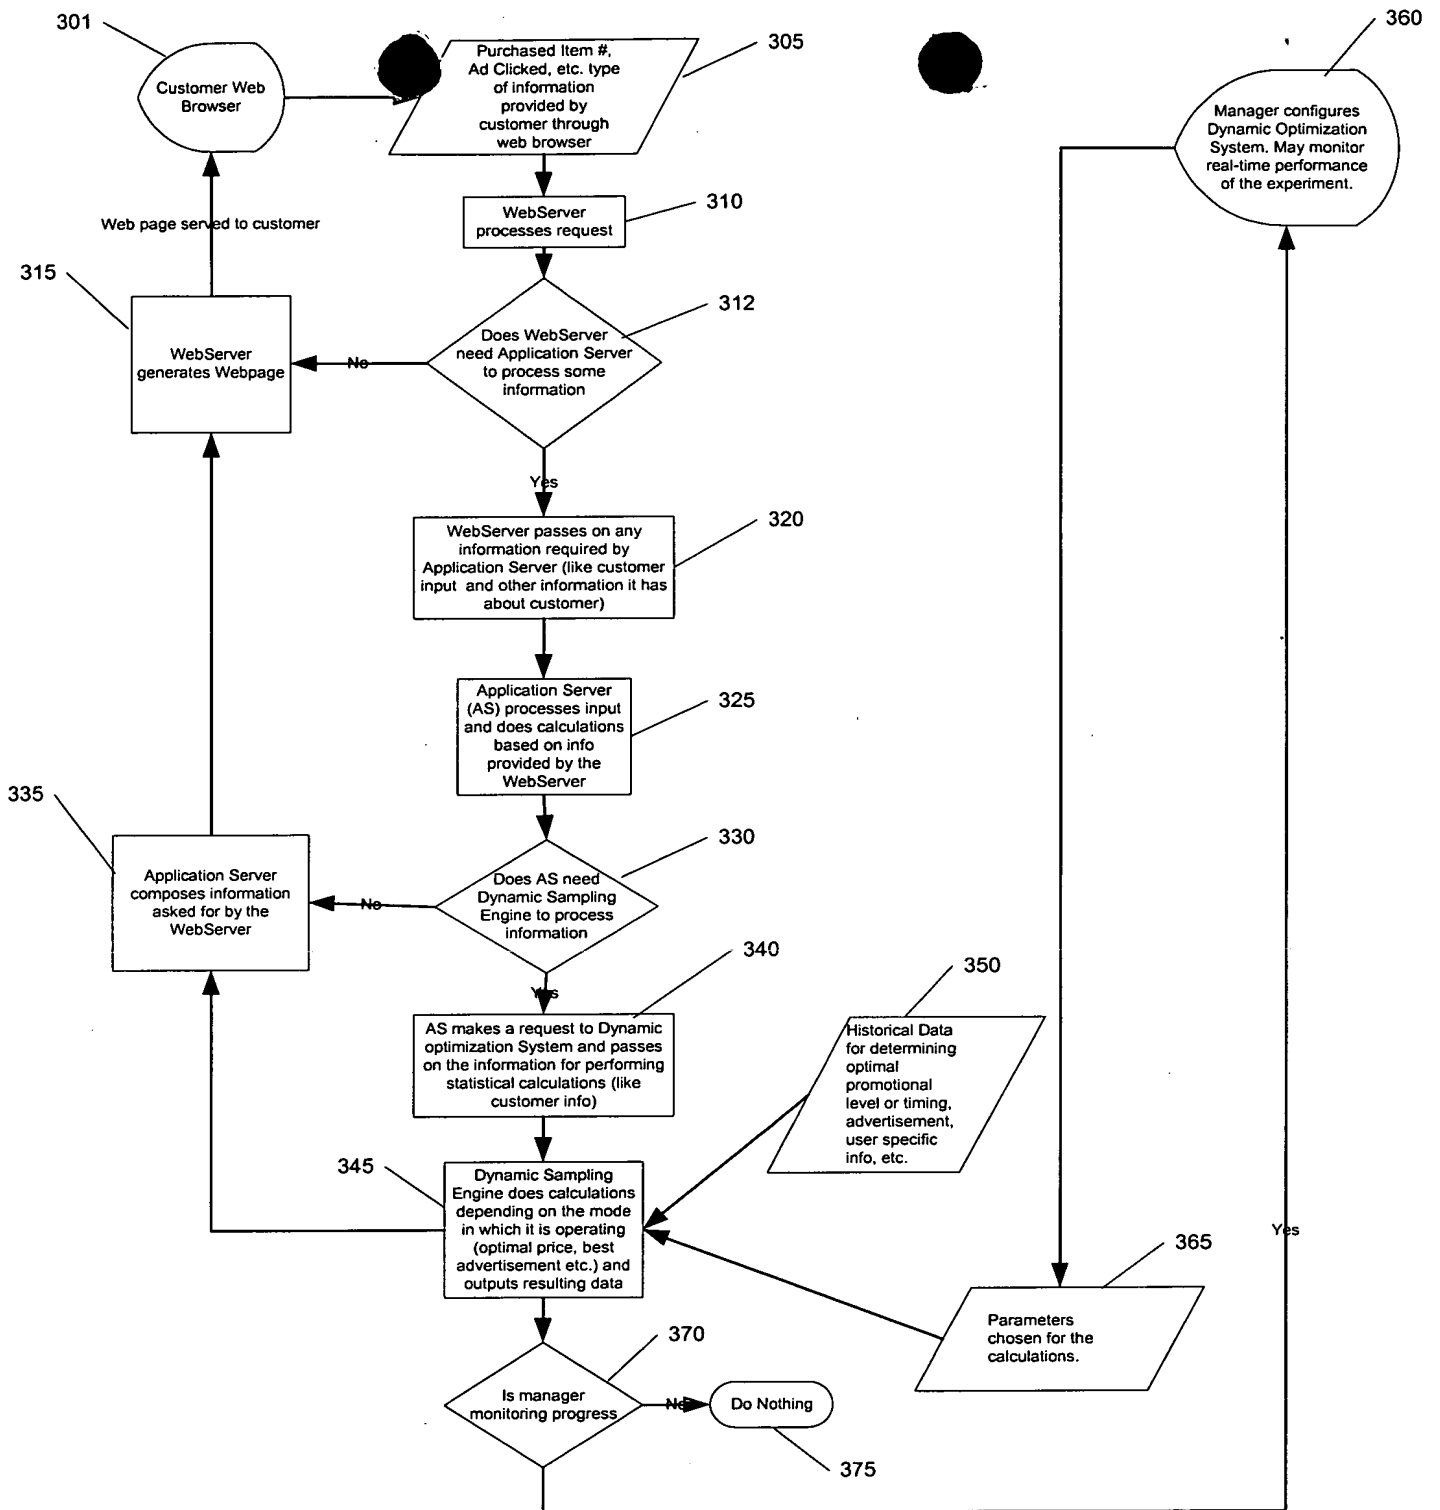 301
Customer Web
Browser
Purchased Item #,
Ad Clicked, etc. type
of information
provided by
customer through
web browser
305
360
Manager configures
Dynamic Optimization
System. May monitor
real-time performance
of the experiment.
WebServer
processes request
310
Web page served to customer
315
WebServer
generates Webpage
No
Does WebServer
need Application Server
to process some
information
312
Yes
WebServer passes on any
information required by
Application Server (like customer
input and other information it has
about customer)
320
Application Server
(AS) processes input
and does calculations
based on info
provided by the
WebServer
325
335
Application Server
composes information
asked for by the
WebServer
No
Does AS need
Dynamic Sampling
Engine to process
information
330
Yes
AS makes a request to Dynamic
optimization System and passes
on the information for performing
statistical calculations (like
customer info)
340
350
Historical Data
for determining
optimal
promotional
level or timing,
advertisement,
user specific
info, etc.
345
Dynamic Sampling
Engine does calculations
depending on the mode
in which it is operating
(optimal price, best
advertisement etc.) and
outputs resulting data
365
Parameters
chosen for the
calculations.
Yes
370
Is manager
monitoring progress
No
Do Nothing
375